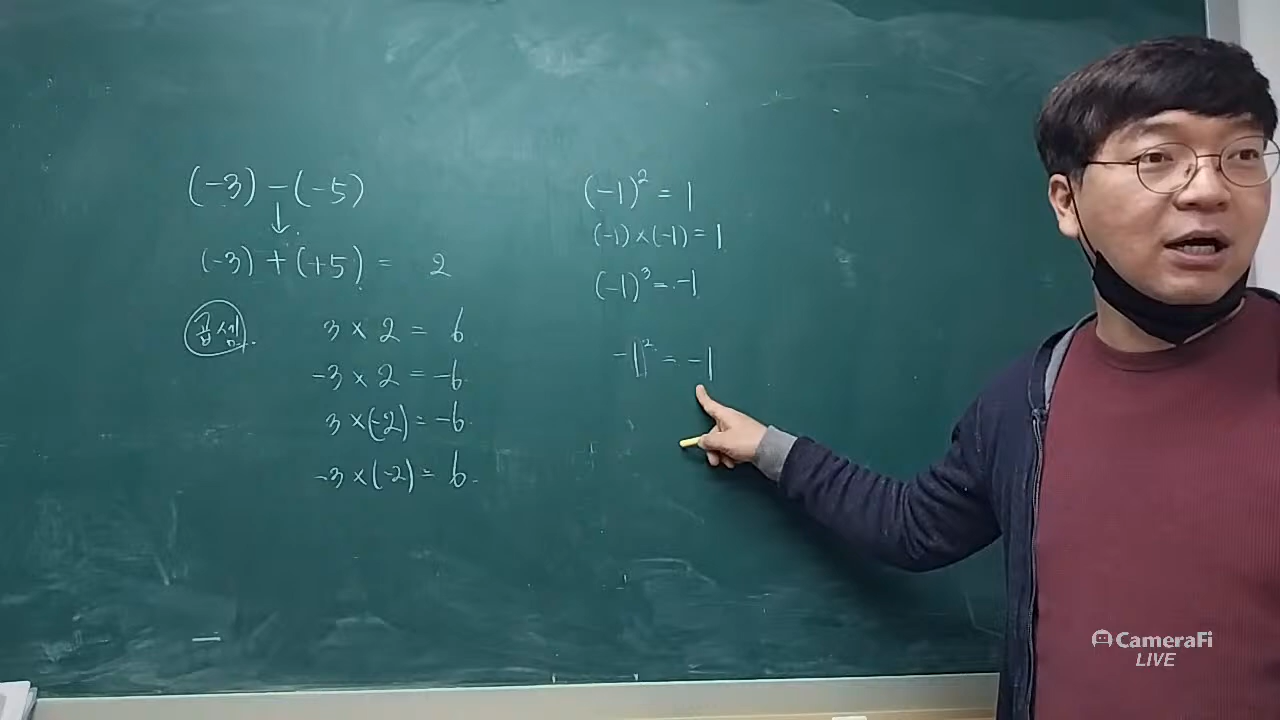 (-3) - (-5)
↓
(-3) + (+5) = 2
곱셈. 3 × 2 = 6
-3 × 2 = -6
3 × (-2) = -6.
-3 × (-2) = 6.
(-1)² = 1
(-1) × (-1) = 1
(-1)³ = -1
-1² = -1
CameraFi
LIVE